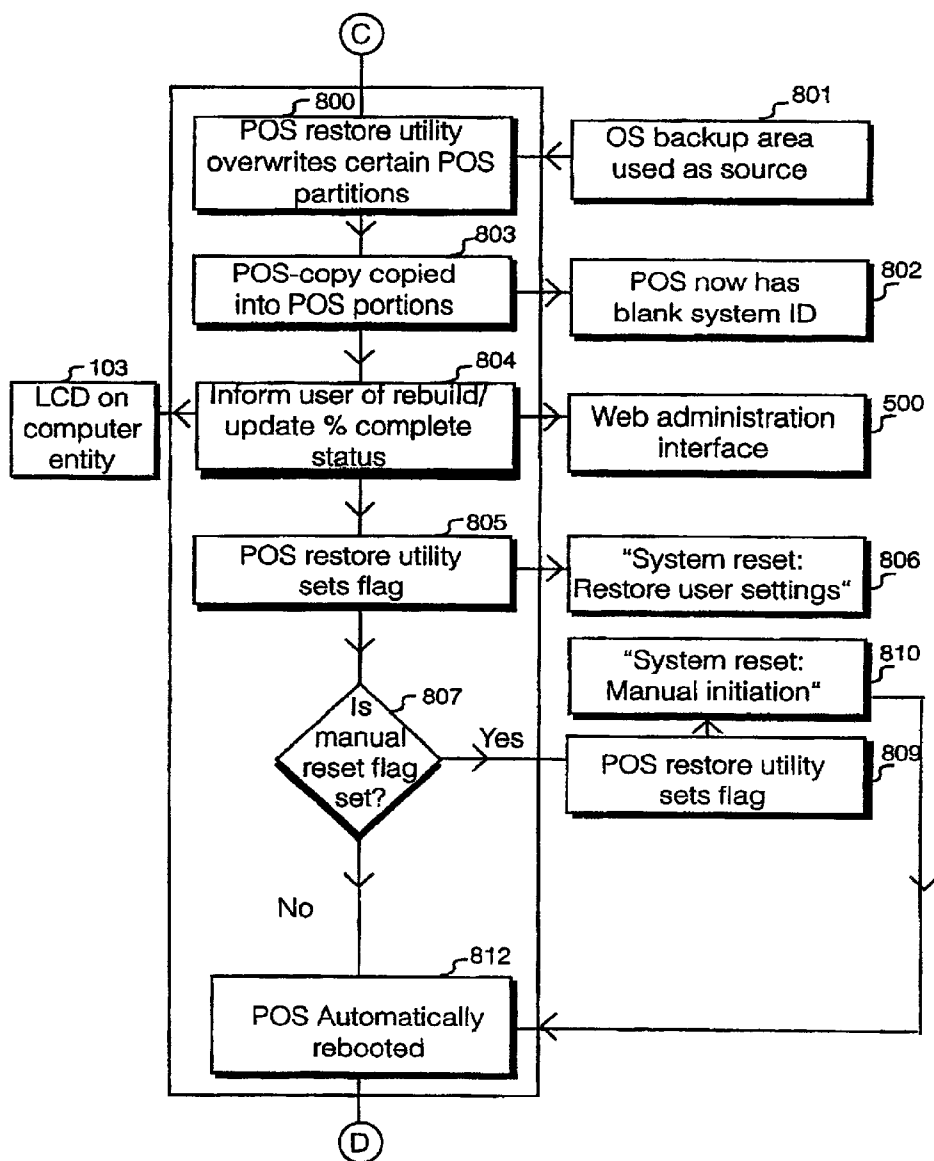 C
800
POS restore utility
overwrites certain POS
partitions
801
OS backup area
used as source
803
POS-copy copied
into POS portions
802
POS now has
blank system ID
103
LCD on
computer
entity
804
Inform user of rebuild/
update % complete
status
500
Web administration
interface
805
POS restore utility
sets flag
806
"System reset:
Restore user settings"
807
Is
manual
reset flag
set?
Yes
810
"System reset:
Manual initiation"
809
POS restore utility
sets flag
No
812
POS Automatically
rebooted
D